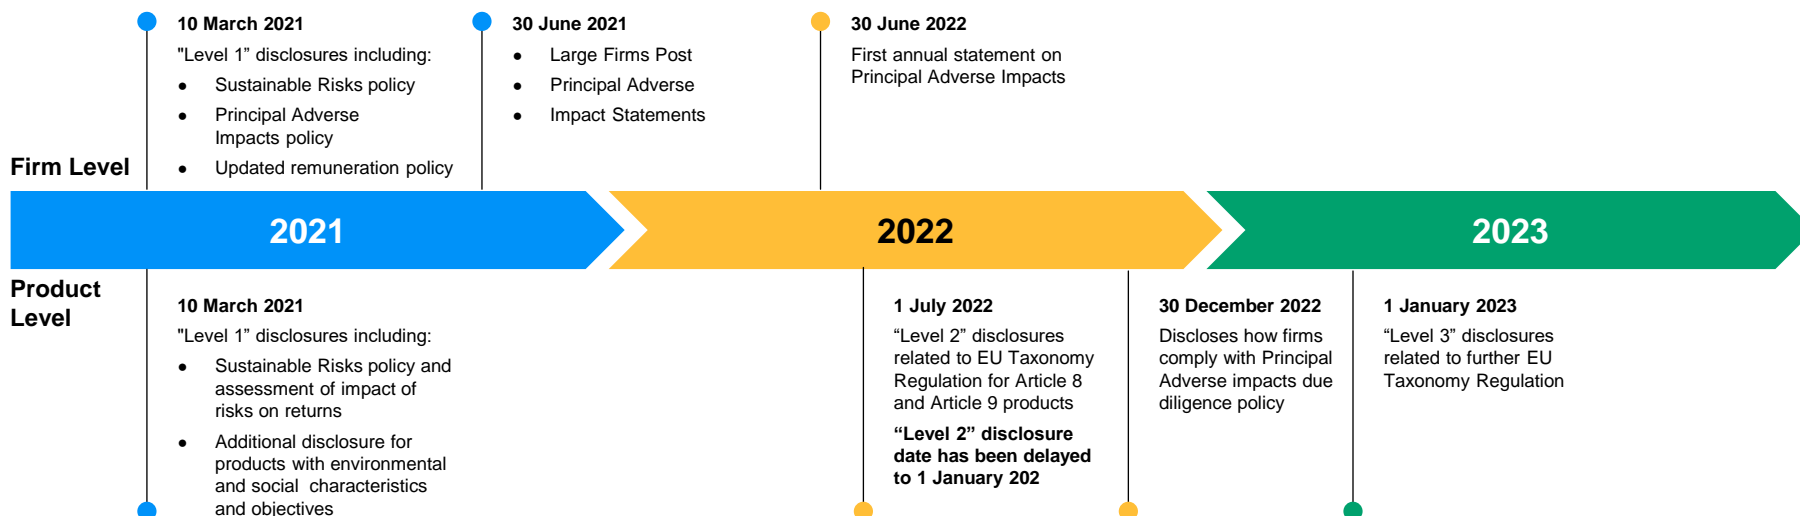 10 March 2021
"Level 1” disclosures including:
● Sustainable Risks policy
● Principal Adverse
Impacts policy
● Updated remuneration policy
30 June 2021
● Large Firms Post
● Principal Adverse
● Impact Statements
30 June 2022
First annual statement on
Principal Adverse Impacts
Firm Level
2021
2022
2023
Product
Level
10 March 2021
"Level 1” disclosures including:
● Sustainable Risks policy and
assessment of impact of
risks on returns
● Additional disclosure for
products with environmental
and social characteristics
and objectives
1 July 2022
“Level 2” disclosures
related to EU Taxonomy
Regulation for Article 8
and Article 9 products
“Level 2” disclosure
date has been delayed
to 1 January 202
30 December 2022
Discloses how firms
comply with Principal
Adverse impacts due
diligence policy
1 January 2023
“Level 3” disclosures
related to further EU
Taxonomy Regulation